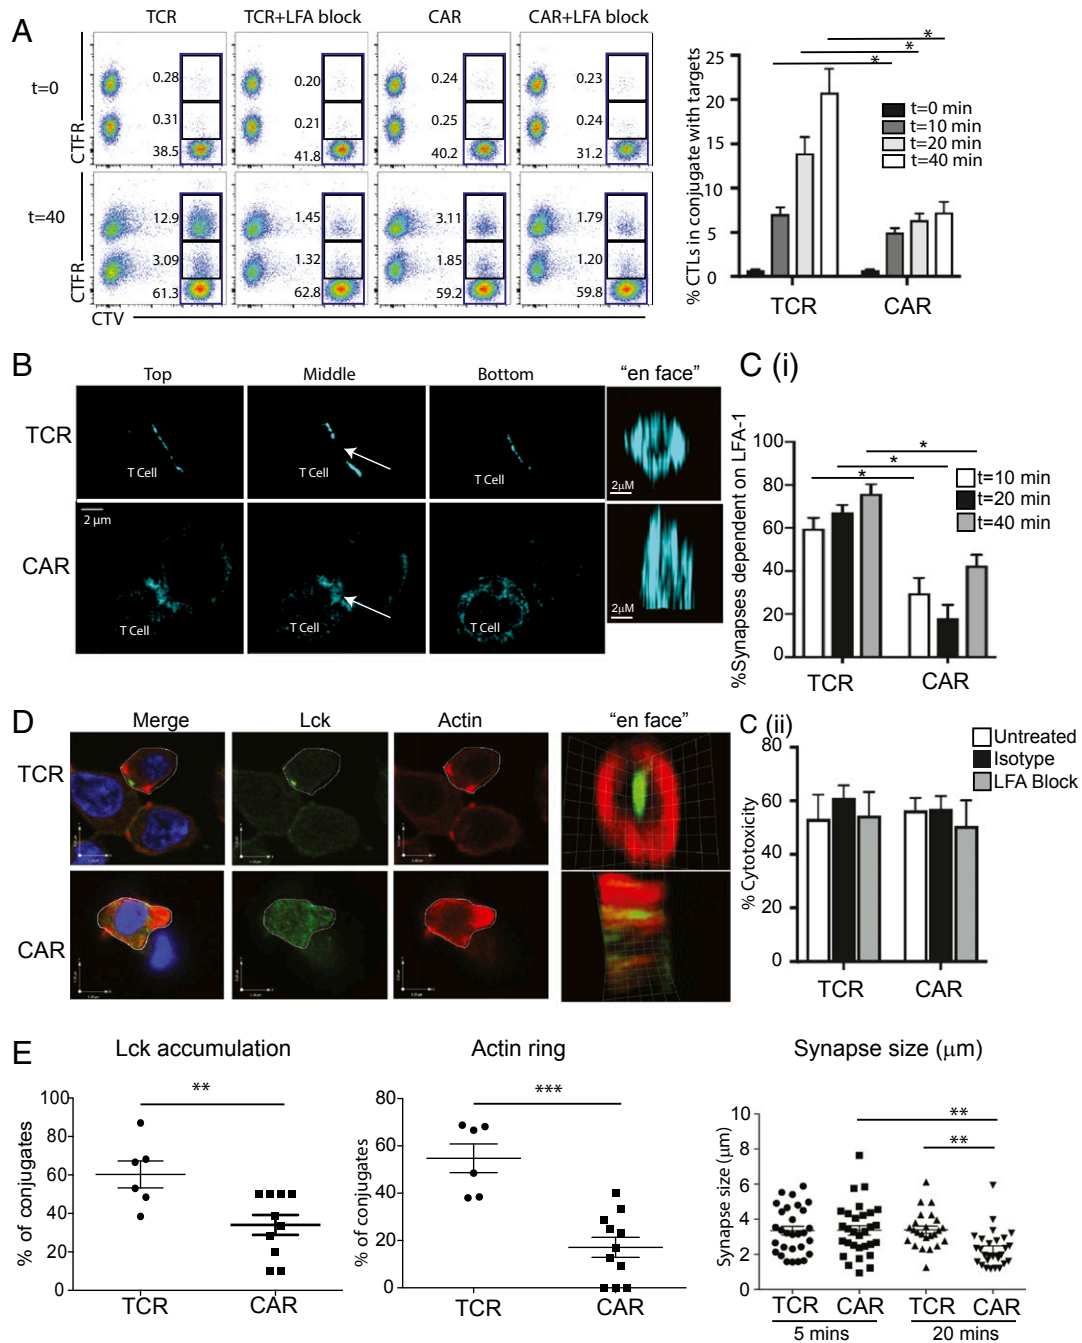 A
TCR TCR+LFA block CAR CAR+LFA block
t=0
CTFR
0.28 0.20 0.24 0.23
0.31 0.21 0.25 0.24
38.5 41.8 40.2 31.2
t=40
CTFR
12.9 1.45 3.11 1.79
3.09 1.32 1.85 1.20
61.3 62.8 59.2 59.8
CTV
% CTLs in conjugate with targets
25
20
15
10
5
0
* * *
t=0 min
t=10 min
t=20 min
t=40 min
TCR CAR
B
Top Middle Bottom "en face"
TCR
T Cell T Cell T Cell
2μM
CAR
2 μm
T Cell T Cell T Cell
2μM
C (i)
%Synapses dependent on LFA-1
100
80
60
40
20
0
* * *
t=10 min
t=20 min
t=40 min
TCR CAR
D
Merge Lck Actin "en face"
TCR
CAR
C (ii)
% Cytotoxicity
80
60
40
20
0
Untreated
Isotype
LFA Block
TCR CAR
E
Lck accumulation
% of conjugates
100
80
60
40
20
0
**
TCR CAR
Actin ring
% of conjugates
80
60
40
20
0
***
TCR CAR
Synapse size (μm)
Synapse size (μm)
10
8
6
4
2
0
**
**
TCR CAR TCR CAR
5 mins 20 mins